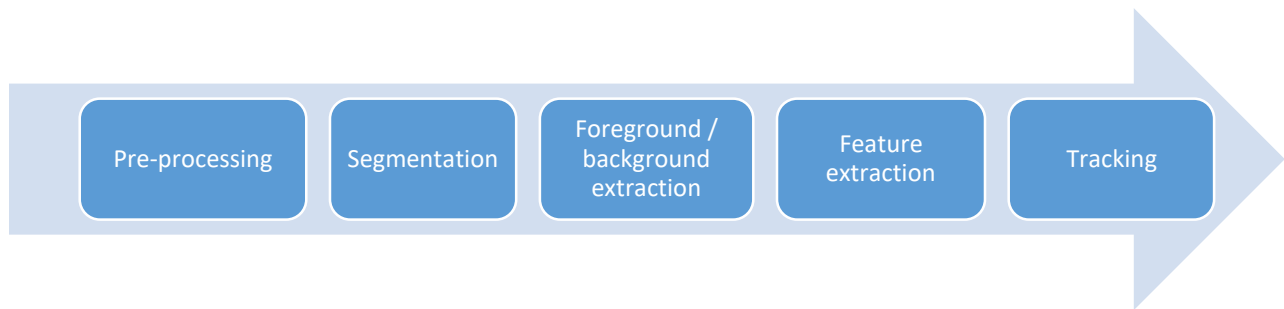 Pre-processing
Segmentation
Foreground /
background
extraction
Feature
extraction
Tracking